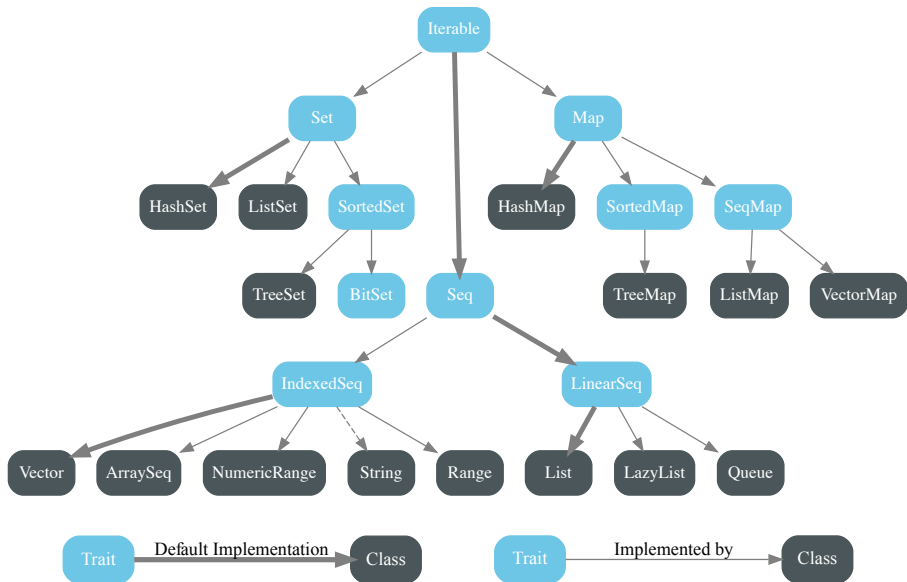 Iterable
Set Map
HashSet ListSet SortedSet HashMap SortedMap SeqMap
TreeSet BitSet Seq TreeMap ListMap VectorMap
IndexedSeq LinearSeq
Vector ArraySeq NumericRange String Range List LazyList Queue
Trait Default Implementation Class Trait Implemented by Class